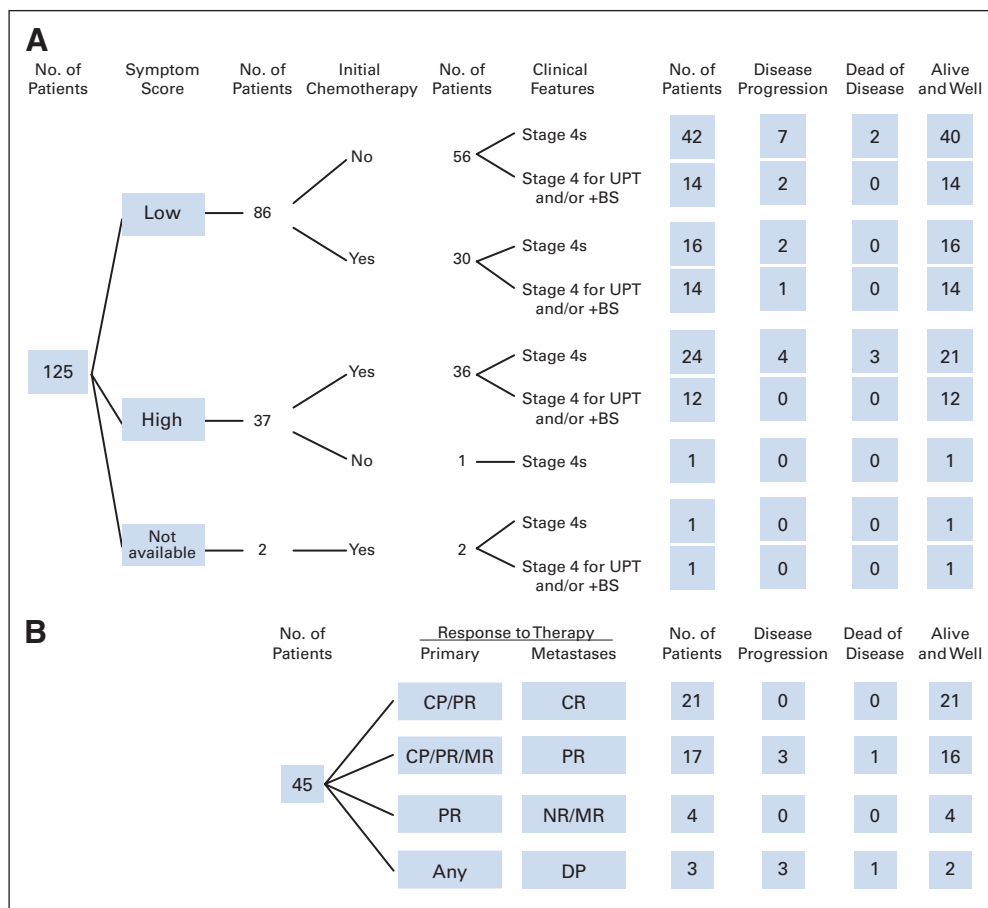 A
No. of Patients
Symptom Score
No. of Patients
Initial Chemotherapy
No. of Patients
Clinical Features
No. of Patients
Disease Progression
Dead of Disease
Alive and Well
125
Low
86
No
56
Stage 4s
42
7
2
40
Stage 4 for UPT
and/or +BS
14
2
0
14
Yes
30
Stage 4s
16
2
0
16
Stage 4 for UPT
and/or +BS
14
1
0
14
High
37
Yes
36
Stage 4s
24
4
3
21
Stage 4 for UPT
and/or +BS
12
0
0
12
No
1
Stage 4s
1
0
0
1
Not
available
2
Yes
2
Stage 4s
1
0
0
1
Stage 4 for UPT
and/or +BS
1
0
0
1
B
No. of Patients
Response to Therapy
Primary
Metastases
No. of Patients
Disease Progression
Dead of Disease
Alive and Well
45
CP/PR
CR
21
0
0
21
CP/PR/MR
PR
17
3
1
16
PR
NR/MR
4
0
0
4
Any
DP
3
3
1
2